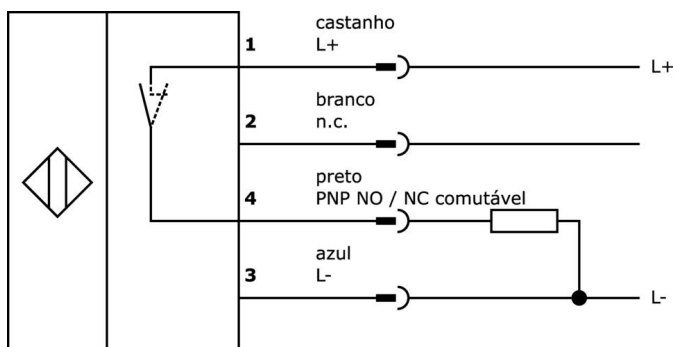 castanho
1 L+ L+
branco
2 n.c.
preto
4 PNP NO / NC comutável
azul
3 L- L-